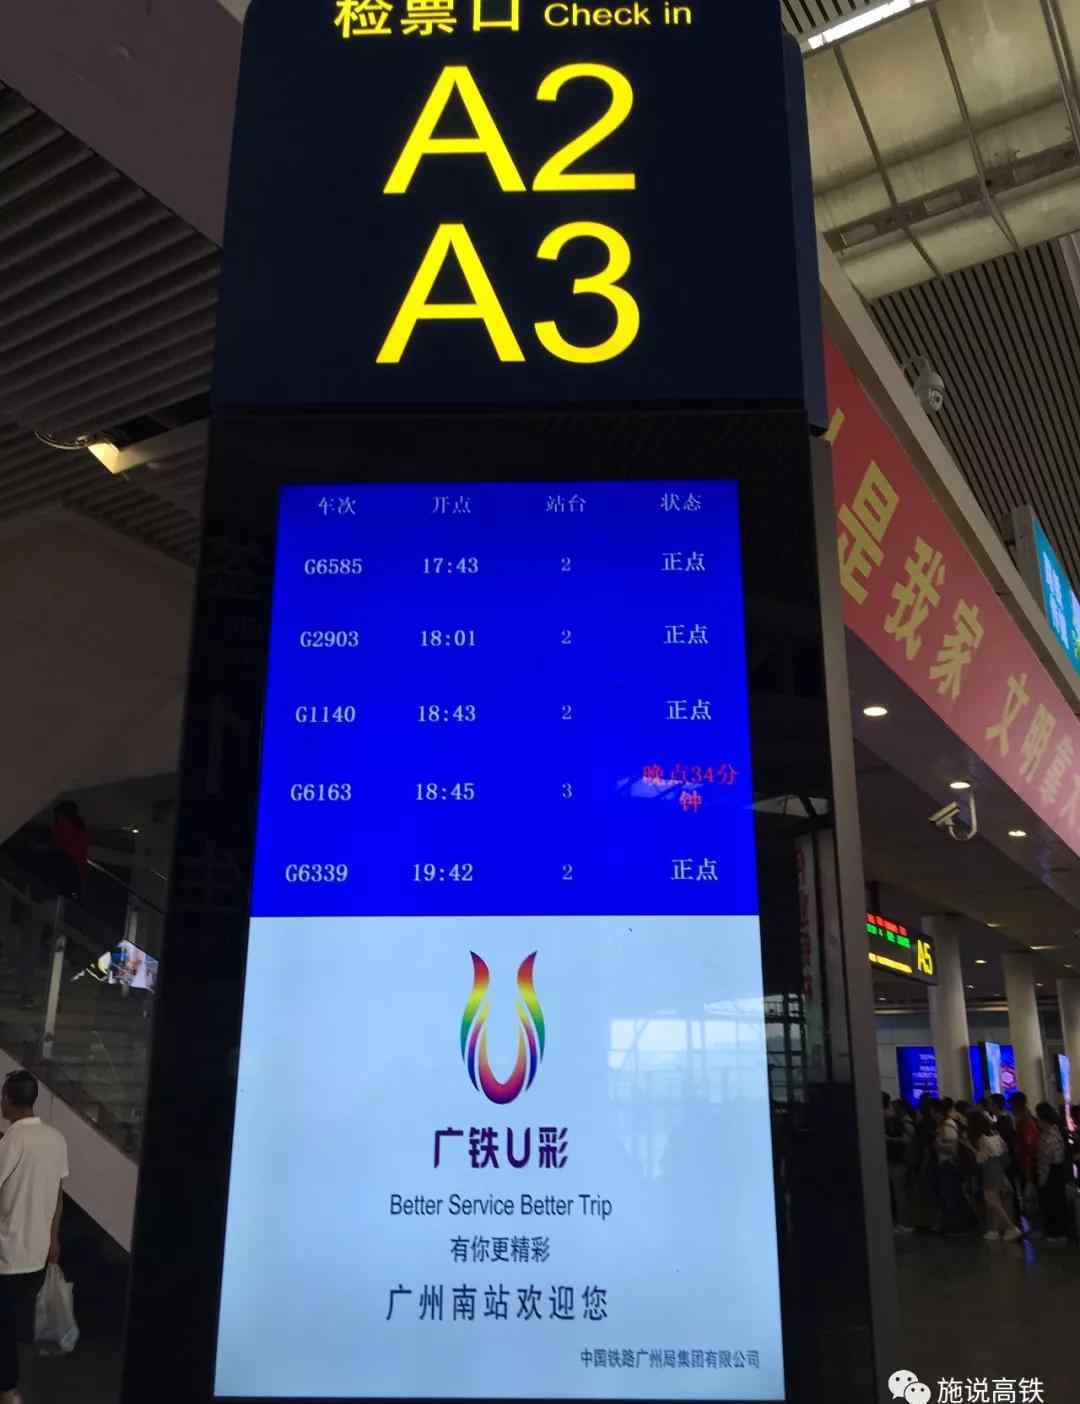 检票口 Check in
A2
A3
车次 开点 站台 状态
G6585 17:43 2 正点
G2903 18:01 2 正点
G1140 18:43 2 正点
G6163 18:45 3 晚点34分
钟
G6339 19:42 2 正点
广铁U彩
Better Service Better Trip
有你更精彩
广州南站欢迎您
中国铁路广州局集团有限公司
是我家 文明靠大
A5
施说高铁